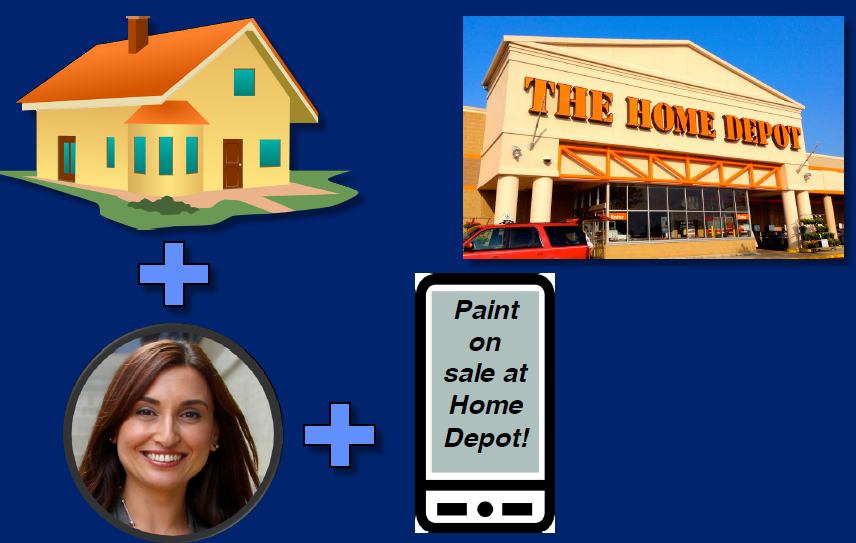 THE HOME DEPOT
Paint
on
sale at
Home
Depot!